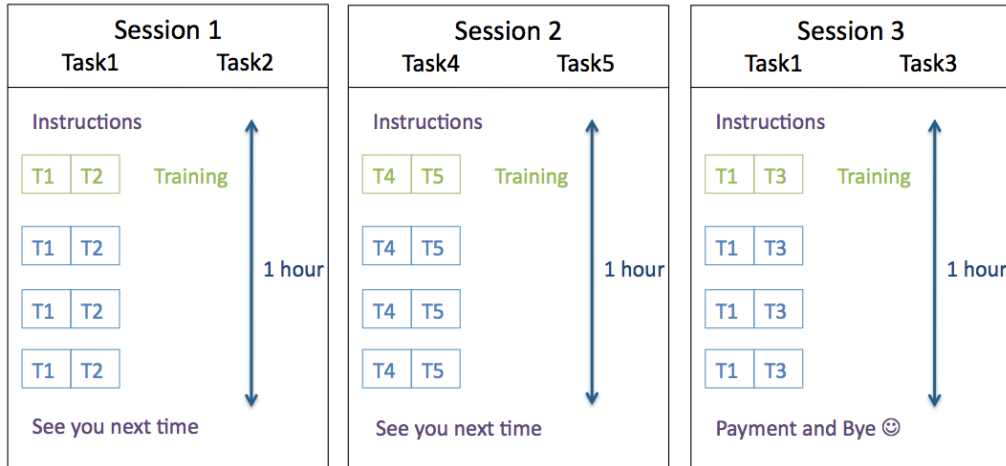 Session 1
Task1 Task2
Instructions
T1 T2 Training
T1 T2
1 hour
T1 T2
T1 T2
See you next time
Session 2
Task4 Task5
Instructions
T4 T5 Training
T4 T5
1 hour
T4 T5
T4 T5
See you next time
Session 3
Task1 Task3
Instructions
T1 T3 Training
T1 T3
1 hour
T1 T3
T1 T3
Payment and Bye ☺